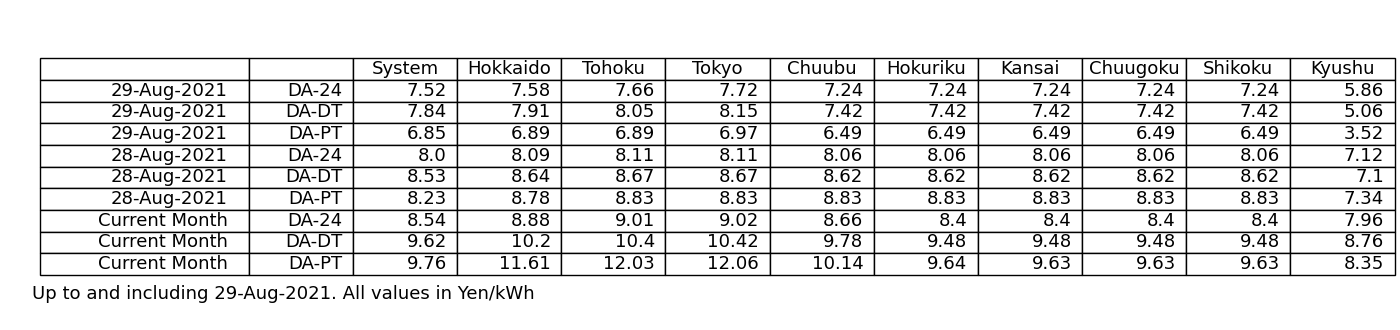 System Hokkaido Tohoku Tokyo Chuubu Hokuriku Kansai Chuugoku Shikoku Kyushu
29-Aug-2021 DA-24 7.52 7.58 7.66 7.72 7.24 7.24 7.24 7.24 7.24 5.86
29-Aug-2021 DA-DT 7.84 7.91 8.05 8.15 7.42 7.42 7.42 7.42 7.42 5.06
29-Aug-2021 DA-PT 6.85 6.89 6.89 6.97 6.49 6.49 6.49 6.49 6.49 3.52
28-Aug-2021 DA-24 8.0 8.09 8.11 8.11 8.06 8.06 8.06 8.06 8.06 7.12
28-Aug-2021 DA-DT 8.53 8.64 8.67 8.67 8.62 8.62 8.62 8.62 8.62 7.1
28-Aug-2021 DA-PT 8.23 8.78 8.83 8.83 8.83 8.83 8.83 8.83 8.83 7.34
Current Month DA-24 8.54 8.88 9.01 9.02 8.66 8.4 8.4 8.4 8.4 7.96
Current Month DA-DT 9.62 10.2 10.4 10.42 9.78 9.48 9.48 9.48 9.48 8.76
Current Month DA-PT 9.76 11.61 12.03 12.06 10.14 9.64 9.63 9.63 9.63 8.35
Up to and including 29-Aug-2021. All values in Yen/kWh